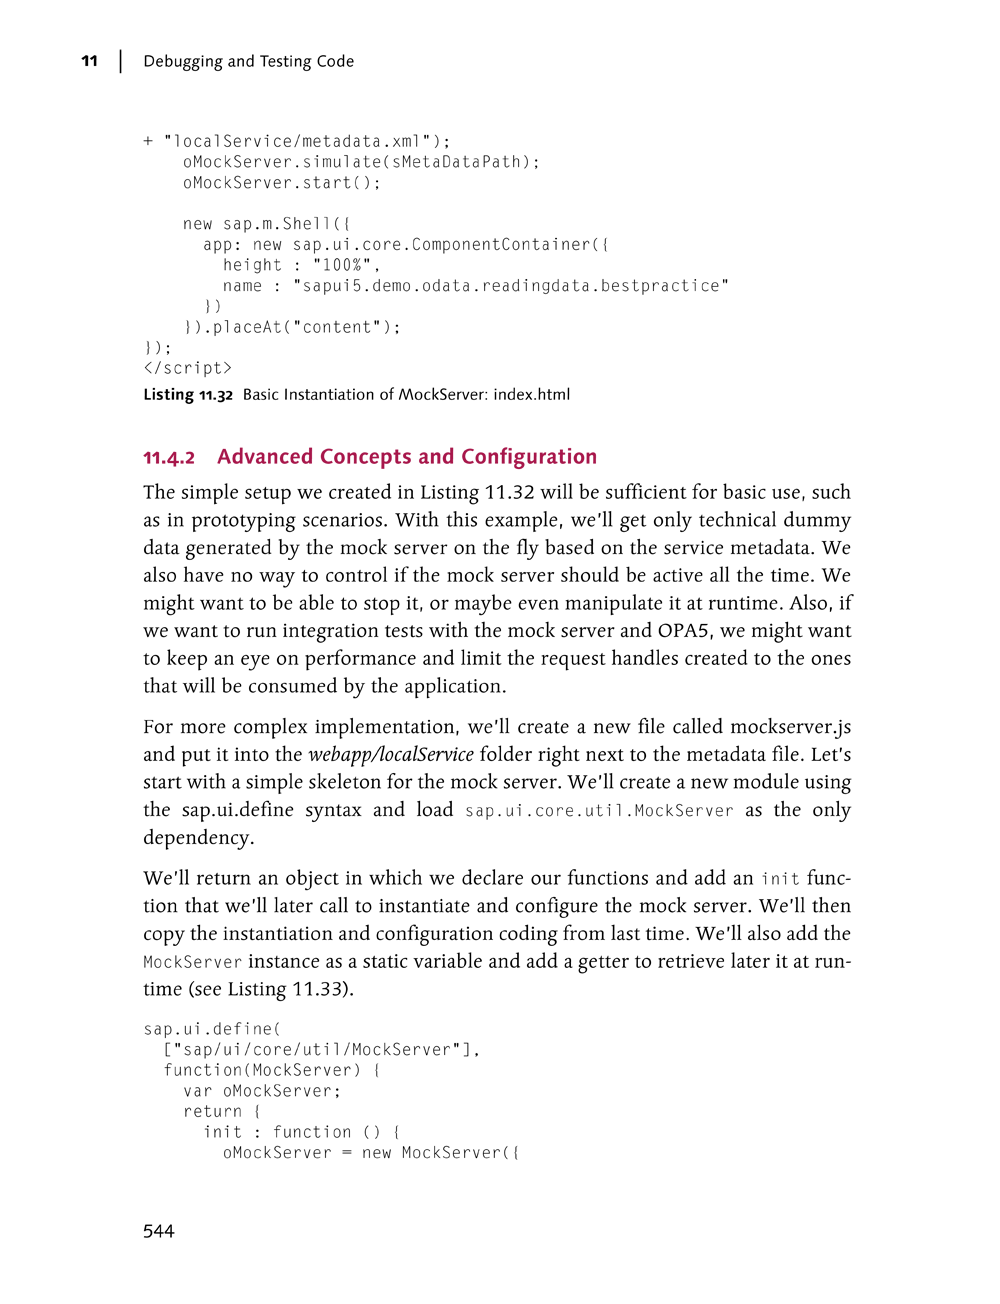 11 | Debugging and Testing Code
+ "localService/metadata.xml");
    oMockServer.simulate(sMetaDataPath);
    oMockServer.start();

    new sap.m.Shell({
      app: new sap.ui.core.ComponentContainer({
        height : "100%",
        name : "sapui5.demo.odata.readingdata.bestpractice"
      })
    }).placeAt("content");
});
</script>
Listing 11.32 Basic Instantiation of MockServer: index.html
11.4.2 Advanced Concepts and Configuration
The simple setup we created in Listing 11.32 will be sufficient for basic use, such
as in prototyping scenarios. With this example, we'll get only technical dummy
data generated by the mock server on the fly based on the service metadata. We
also have no way to control if the mock server should be active all the time. We
might want to be able to stop it, or maybe even manipulate it at runtime. Also, if
we want to run integration tests with the mock server and OPA5, we might want
to keep an eye on performance and limit the request handles created to the ones
that will be consumed by the application.
For more complex implementation, we'll create a new file called mockserver.js
and put it into the webapp/localService folder right next to the metadata file. Let's
start with a simple skeleton for the mock server. We'll create a new module using
the sap.ui.define syntax and load sap.ui.core.util.MockServer as the only
dependency.
We'll return an object in which we declare our functions and add an init func-
tion that we'll later call to instantiate and configure the mock server. We'll then
copy the instantiation and configuration coding from last time. We'll also add the
MockServer instance as a static variable and add a getter to retrieve later it at run-
time (see Listing 11.33).
sap.ui.define(
  ["sap/ui/core/util/MockServer"],
  function(MockServer) {
    var oMockServer;
    return {
      init : function () {
        oMockServer = new MockServer({
544